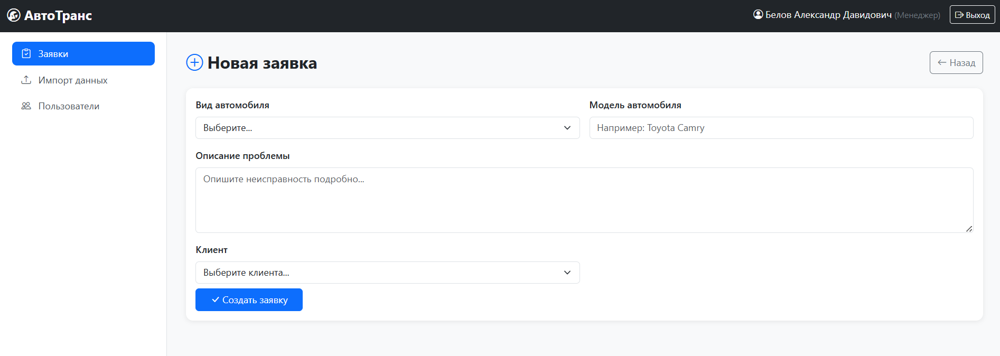 АвтоТранс
Белов Александр Давидович (Менеджер)
Выход
Заявки
Импорт данных
Пользователи
Новая заявка
Назад
Вид автомобиля
Модель автомобиля
Выберите...
Например: Toyota Camry
Описание проблемы
Опишите неисправность подробно...
Клиент
Выберите клиента...
Создать заявку